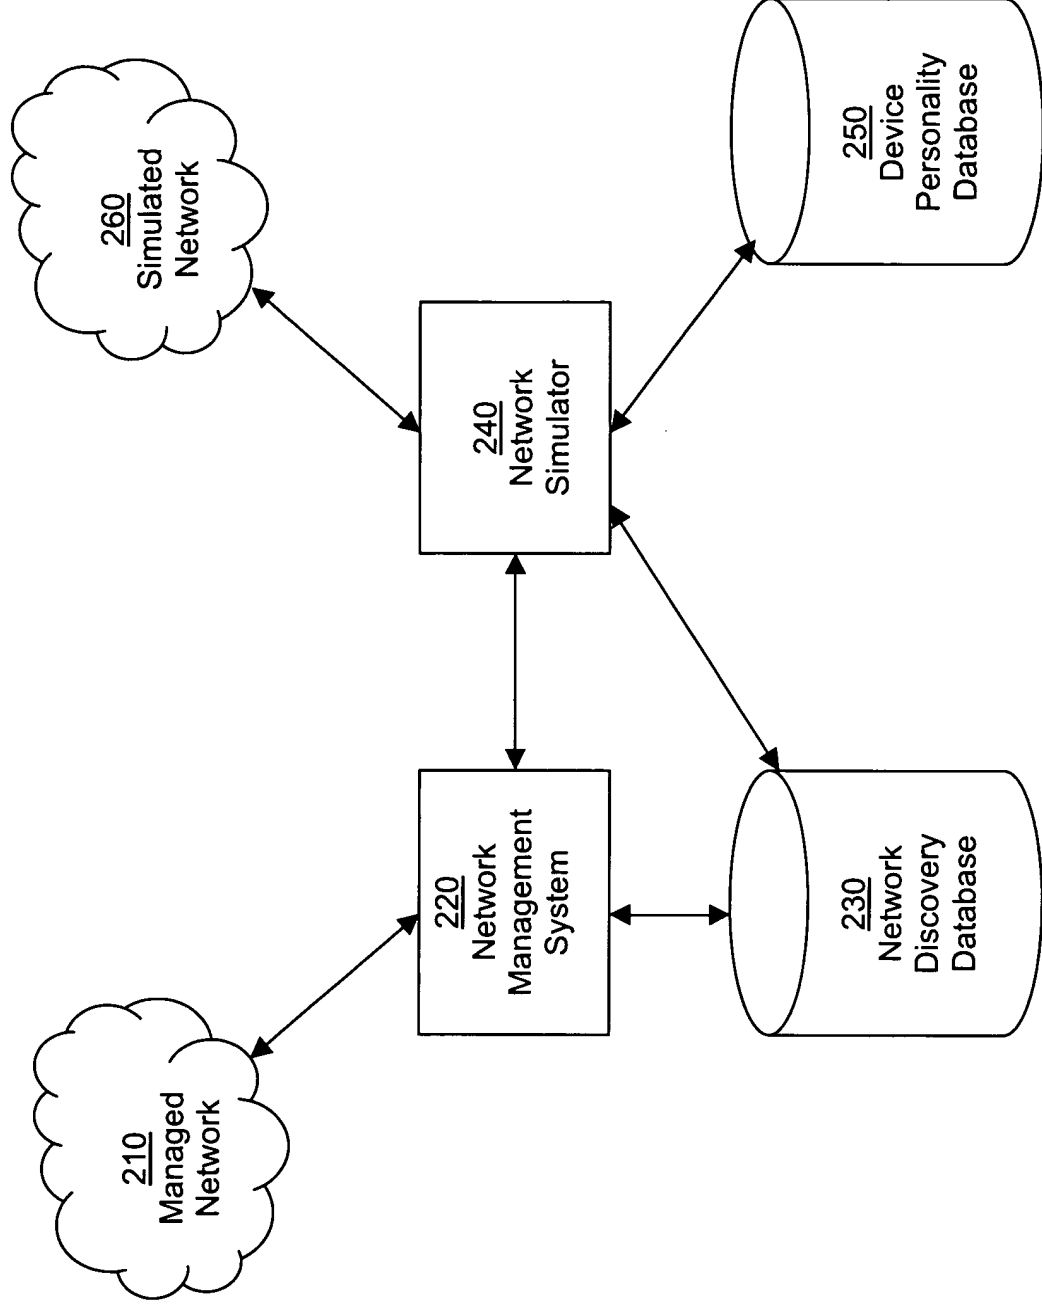 210
Managed
Network
260
Simulated
Network
220
Network
Management
System
240
Network
Simulator
230
Network
Discovery
Database
250
Device
Personality
Database